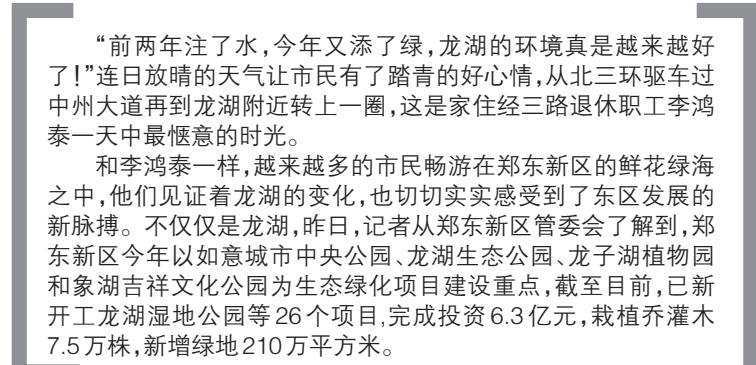 “前两年注了水,今年又添了绿,龙湖的环境真是越来越好
了!”连日放晴的天气让市民有了踏青的好心情,从北三环驱车过
中州大道再到龙湖附近转上一圈,这是家住经三路退休职工李鸿
泰一天中最惬意的时光。
和李鸿泰一样,越来越多的市民畅游在郑东新区的鲜花绿海
之中,他们见证着龙湖的变化,也切切实实感受到了东区发展的
新脉搏。不仅仅是龙湖,昨日,记者从郑东新区管委会了解到,郑
东新区今年以如意城市中央公园、龙湖生态公园、龙子湖植物园
和象湖吉祥文化公园为生态绿化项目建设重点,截至目前,已新
开工龙湖湿地公园等26个项目,完成投资6.3亿元,栽植乔灌木
7.5万株,新增绿地210万平方米。